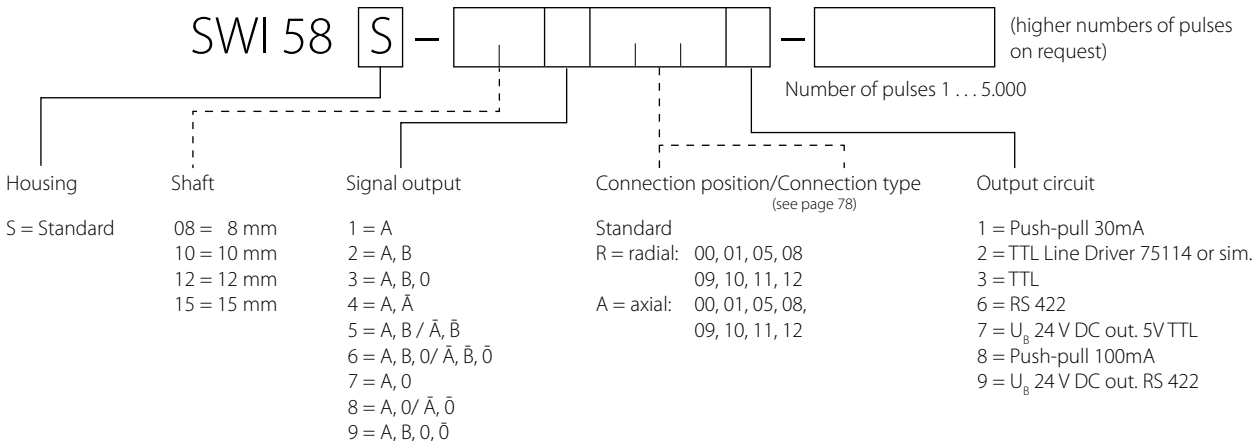 SWI 58 S – – (higher numbers of pulses
on request)
Number of pulses 1 . . . 5.000
Housing
S = Standard
Shaft
08 = 8 mm
10 = 10 mm
12 = 12 mm
15 = 15 mm
Signal output
1 = A
2 = A, B
3 = A, B, 0
4 = A, Ā
5 = A, B / Ā, B̄
6 = A, B, 0/ Ā, B̄, 0̄
7 = A, 0
8 = A, 0/ Ā, 0̄
9 = A, B, 0, 0̄
Connection position/Connection type
(see page 78)
Standard
R = radial: 00, 01, 05, 08
09, 10, 11, 12
A = axial: 00, 01, 05, 08,
09, 10, 11, 12
Output circuit
1 = Push-pull 30mA
2 = TTL Line Driver 75114 or sim.
3 = TTL
6 = RS 422
7 = U_B 24 V DC out. 5V TTL
8 = Push-pull 100mA
9 = U_B 24 V DC out. RS 422